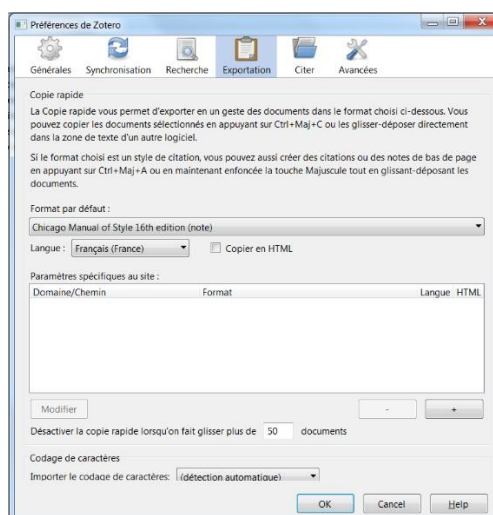 Préférences de Zotero
Générales Synchronisation Recherche Exportation Citer Avancées
Copie rapide
La Copie rapide vous permet d'exporter en un geste des documents dans le format choisi ci-dessous. Vous
pouvez copier les documents sélectionnés en appuyant sur Ctrl+Maj+C ou les glisser-déposer directement
dans la zone de texte d'un autre logiciel.
Si le format choisi est un style de citation, vous pouvez aussi créer des citations ou des notes de bas de page
en appuyant sur Ctrl+Maj+A ou en maintenant enfoncée la touche Majuscule tout en glissant-déposant les
documents.
Format par défaut :
Chicago Manual of Style 16th edition (note)
Langue : Français (France) Copier en HTML
Paramètres spécifiques au site :
Domaine/Chemin Format Langue HTML
Modifier - +
Désactiver la copie rapide lorsqu'on fait glisser plus de 50 documents
Codage de caractères
Importer le codage de caractères: (détection automatique)
OK Cancel Help